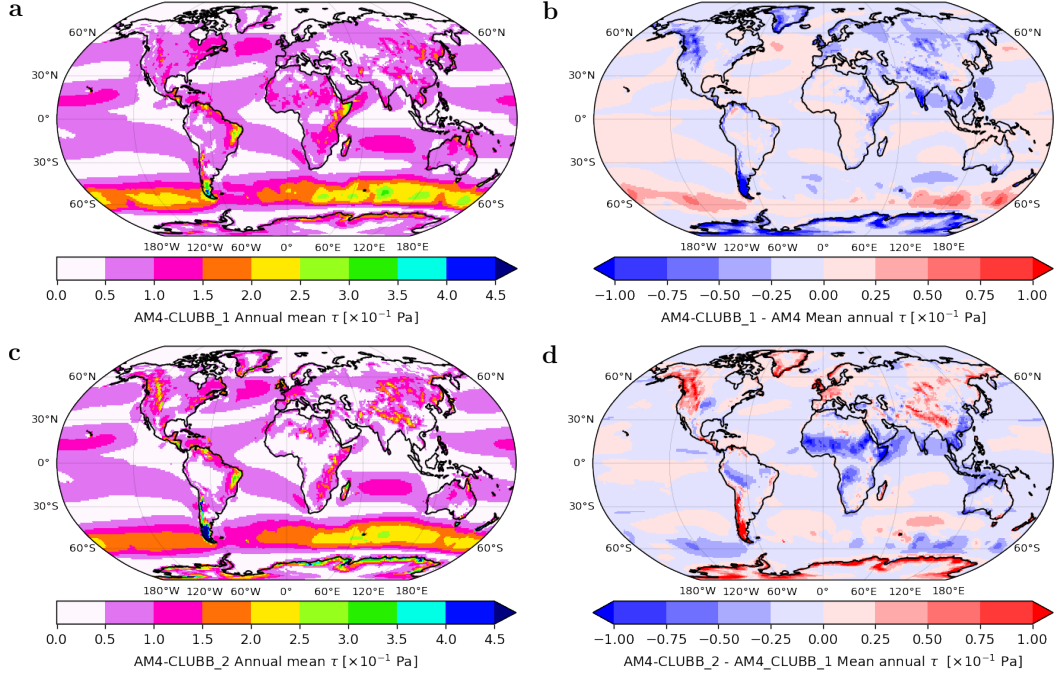 a
60°N
60°N
30°N
30°N
0°
0°
30°S
30°S
60°S
60°S
180°W 120°W 60°W 0° 60°E 120°E 180°E
0.0 0.5 1.0 1.5 2.0 2.5 3.0 3.5 4.0 4.5
AM4-CLUBB_1 Annual mean τ [×10⁻¹ Pa]
b
60°N
60°N
30°N
30°N
0°
0°
30°S
30°S
60°S
60°S
180°W 120°W 60°W 0° 60°E 120°E 180°E
−1.00 −0.75 −0.50 −0.25 0.00 0.25 0.50 0.75 1.00
AM4-CLUBB_1 - AM4 Mean annual τ [×10⁻¹ Pa]
c
60°N
60°N
30°N
30°N
0°
0°
30°S
30°S
60°S
60°S
180°W 120°W 60°W 0° 60°E 120°E 180°E
0.0 0.5 1.0 1.5 2.0 2.5 3.0 3.5 4.0 4.5
AM4-CLUBB_2 Annual mean τ [×10⁻¹ Pa]
d
60°N
60°N
30°N
30°N
0°
0°
30°S
30°S
60°S
60°S
180°W 120°W 60°W 0° 60°E 120°E 180°E
−1.00 −0.75 −0.50 −0.25 0.00 0.25 0.50 0.75 1.00
AM4-CLUBB_2 - AM4_CLUBB_1 Mean annual τ [×10⁻¹ Pa]